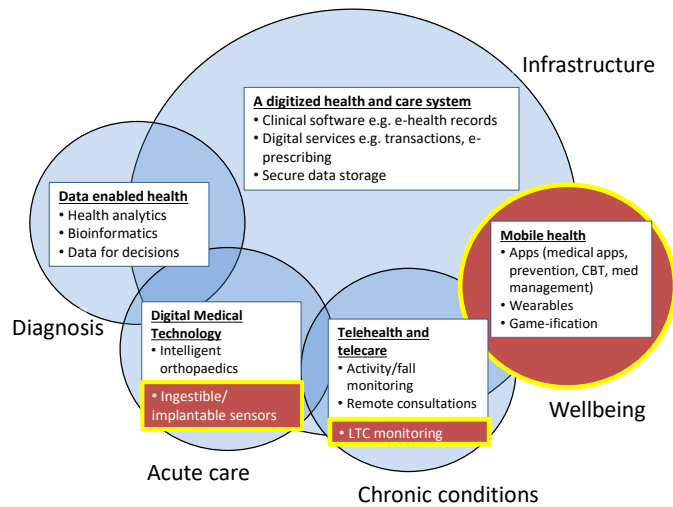 Infrastructure
A digitized health and care system
• Clinical software e.g. e-health records
• Digital services e.g. transactions, e-
prescribing
• Secure data storage
Data enabled health
• Health analytics
• Bioinformatics
• Data for decisions
Mobile health
• Apps (medical apps,
prevention, CBT, med
management)
• Wearables
• Game-ification
Diagnosis
Digital Medical
Technology
• Intelligent
orthopaedics
• Ingestible/
implantable sensors
Telehealth and
telecare
• Activity/fall
monitoring
• Remote consultations
• LTC monitoring
Wellbeing
Acute care
Chronic conditions